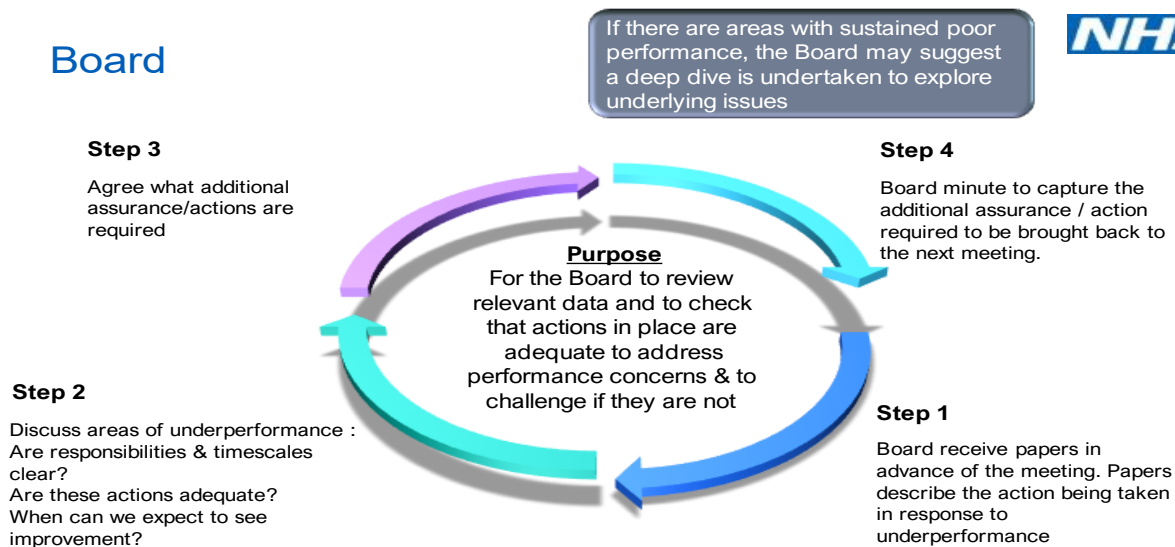 Board
If there are areas with sustained poor
performance, the Board may suggest
a deep dive is undertaken to explore
underlying issues
NHS
Step 3
Agree what additional
assurance/actions are
required
Step 4
Board minute to capture the
additional assurance / action
required to be brought back to
the next meeting.
Purpose
For the Board to review
relevant data and to check
that actions in place are
adequate to address
performance concerns & to
challenge if they are not
Step 2
Discuss areas of underperformance :
Are responsibilities & timescales
clear?
Are these actions adequate?
When can we expect to see
improvement?
Step 1
Board receive papers in
advance of the meeting. Papers
describe the action being taken
in response to
underperformance